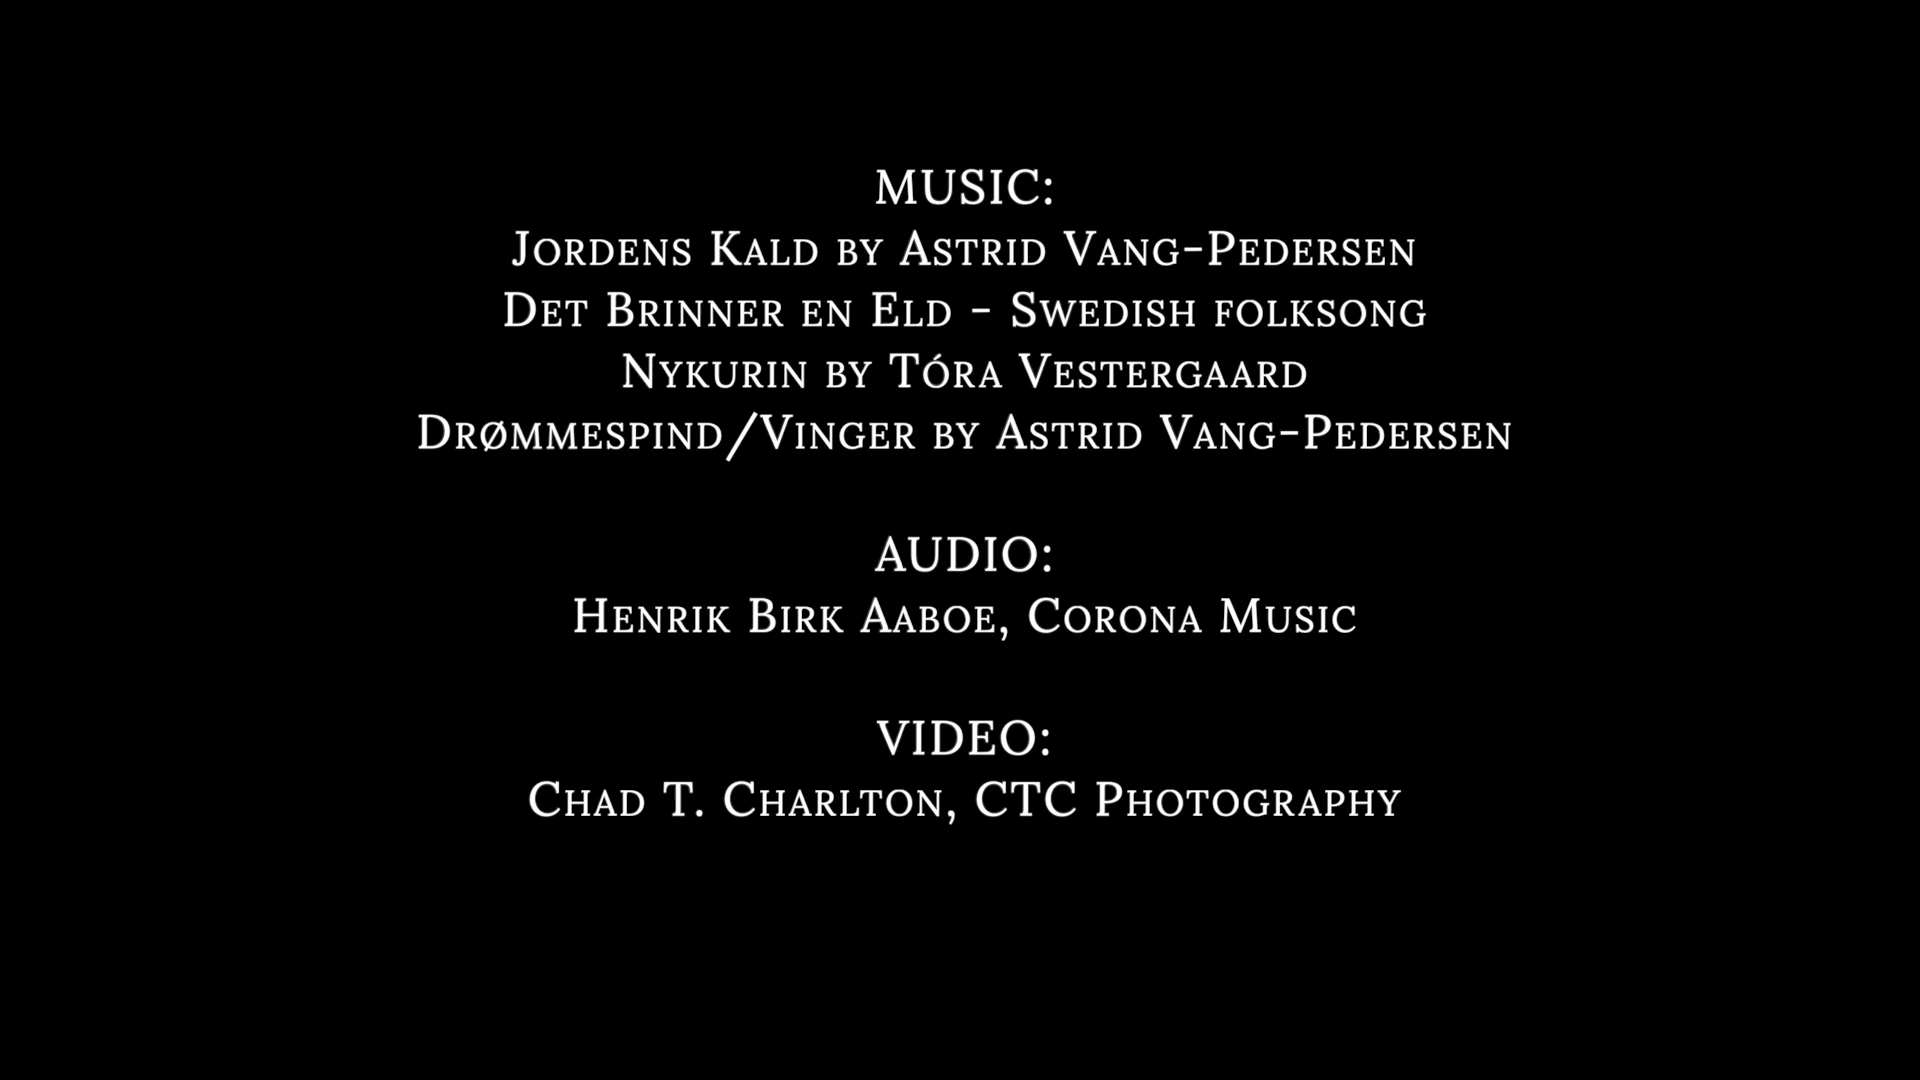 MUSIC:
Jordens Kald by Astrid Vang-Pedersen
Det Brinner en Eld - Swedish folksong
Nykurin by Tóra Vestergaard
Drømmespind/Vinger by Astrid Vang-Pedersen
AUDIO:
Henrik Birk Aaboe, Corona Music
VIDEO:
Chad T. Charlton, CTC Photography